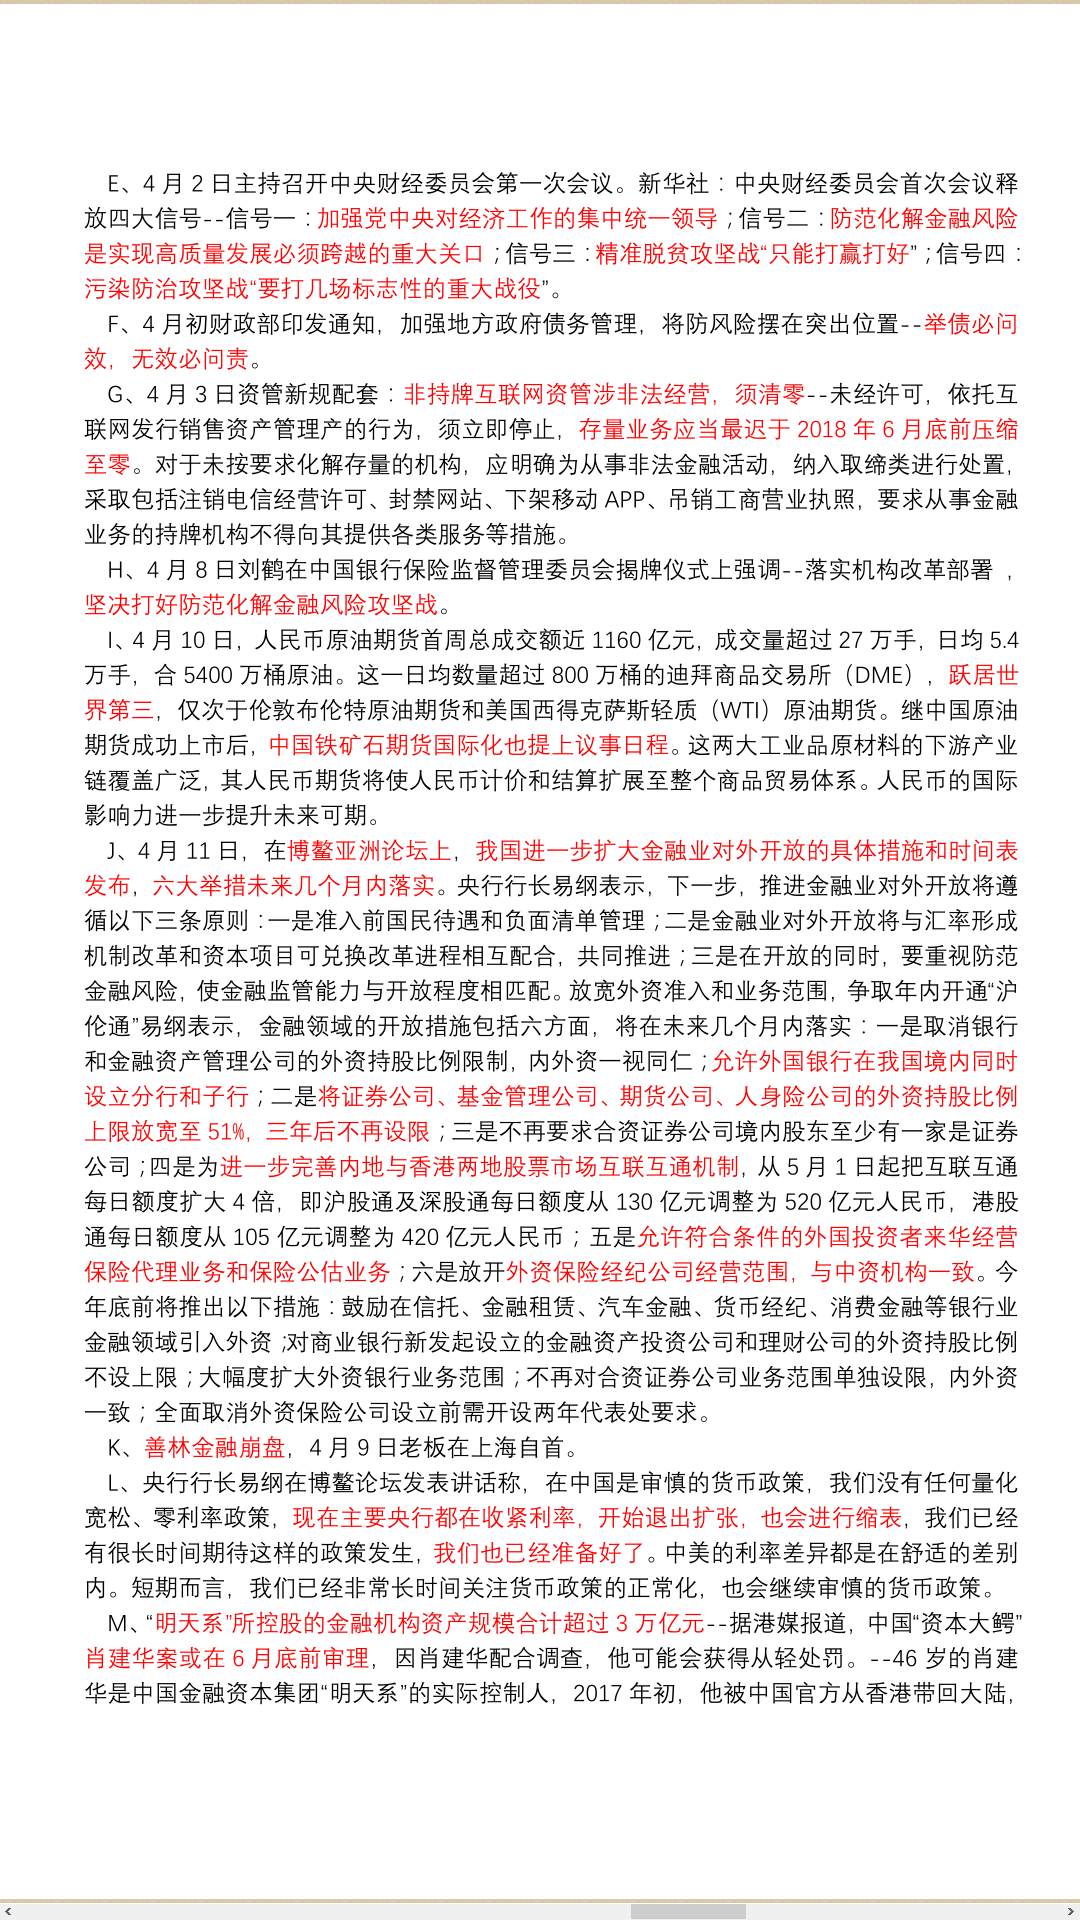 E、4 月 2 日主持召开中央财经委员会第一次会议。新华社：中央财经委员会首次会议释
放四大信号--信号一：加强党中央对经济工作的集中统一领导；信号二：防范化解金融风险
是实现高质量发展必须跨越的重大关口；信号三：精准脱贫攻坚战“只能打赢打好”；信号四：
污染防治攻坚战“要打几场标志性的重大战役”。
F、4 月初财政部印发通知，加强地方政府债务管理，将防风险摆在突出位置--举债必问
效，无效必问责。
G、4 月 3 日资管新规配套：非持牌互联网资管涉非法经营，须清零--未经许可，依托互
联网发行销售资产管理产的行为，须立即停止，存量业务应当最迟于 2018 年 6 月底前压缩
至零。对于未按要求化解存量的机构，应明确为从事非法金融活动，纳入取缔类进行处置，
采取包括注销电信经营许可、封禁网站、下架移动 APP、吊销工商营业执照，要求从事金融
业务的持牌机构不得向其提供各类服务等措施。
H、4 月 8 日刘鹤在中国银行保险监督管理委员会揭牌仪式上强调--落实机构改革部署 ，
坚决打好防范化解金融风险攻坚战。
I、4 月 10 日，人民币原油期货首周总成交额近 1160 亿元，成交量超过 27 万手，日均 5.4
万手，合 5400 万桶原油。这一日均数量超过 800 万桶的迪拜商品交易所（DME），跃居世
界第三，仅次于伦敦布伦特原油期货和美国西得克萨斯轻质（WTI）原油期货。继中国原油
期货成功上市后，中国铁矿石期货国际化也提上议事日程。这两大工业品原材料的下游产业
链覆盖广泛，其人民币期货将使人民币计价和结算扩展至整个商品贸易体系。人民币的国际
影响力进一步提升未来可期。
J、4 月 11 日，在博鳌亚洲论坛上，我国进一步扩大金融业对外开放的具体措施和时间表
发布，六大举措未来几个月内落实。央行行长易纲表示，下一步，推进金融业对外开放将遵
循以下三条原则：一是准入前国民待遇和负面清单管理；二是金融业对外开放将与汇率形成
机制改革和资本项目可兑换改革进程相互配合，共同推进；三是在开放的同时，要重视防范
金融风险，使金融监管能力与开放程度相匹配。放宽外资准入和业务范围，争取年内开通“沪
伦通”易纲表示，金融领域的开放措施包括六方面，将在未来几个月内落实：一是取消银行
和金融资产管理公司的外资持股比例限制，内外资一视同仁；允许外国银行在我国境内同时
设立分行和子行；二是将证券公司、基金管理公司、期货公司、人身险公司的外资持股比例
上限放宽至 51%，三年后不再设限；三是不再要求合资证券公司境内股东至少有一家是证券
公司；四是为进一步完善内地与香港两地股票市场互联互通机制，从 5 月 1 日起把互联互通
每日额度扩大 4 倍，即沪股通及深股通每日额度从 130 亿元调整为 520 亿元人民币，港股
通每日额度从 105 亿元调整为 420 亿元人民币；五是允许符合条件的外国投资者来华经营
保险代理业务和保险公估业务；六是放开外资保险经纪公司经营范围，与中资机构一致。今
年底前将推出以下措施：鼓励在信托、金融租赁、汽车金融、货币经纪、消费金融等银行业
金融领域引入外资；对商业银行新发起设立的金融资产投资公司和理财公司的外资持股比例
不设上限；大幅度扩大外资银行业务范围；不再对合资证券公司业务范围单独设限，内外资
一致；全面取消外资保险公司设立前需开设两年代表处要求。
K、善林金融崩盘，4 月 9 日老板在上海自首。
L、央行行长易纲在博鳌论坛发表讲话称，在中国是审慎的货币政策，我们没有任何量化
宽松、零利率政策，现在主要央行都在收紧利率，开始退出扩张，也会进行缩表，我们已经
有很长时间期待这样的政策发生，我们也已经准备好了。中美的利率差异都是在舒适的差别
内。短期而言，我们已经非常长时间关注货币政策的正常化，也会继续审慎的货币政策。
M、“明天系”所控股的金融机构资产规模合计超过 3 万亿元--据港媒报道，中国“资本大鳄”
肖建华案或在 6 月底前审理，因肖建华配合调查，他可能会获得从轻处罚。--46 岁的肖建
华是中国金融资本集团“明天系”的实际控制人，2017 年初，他被中国官方从香港带回大陆，